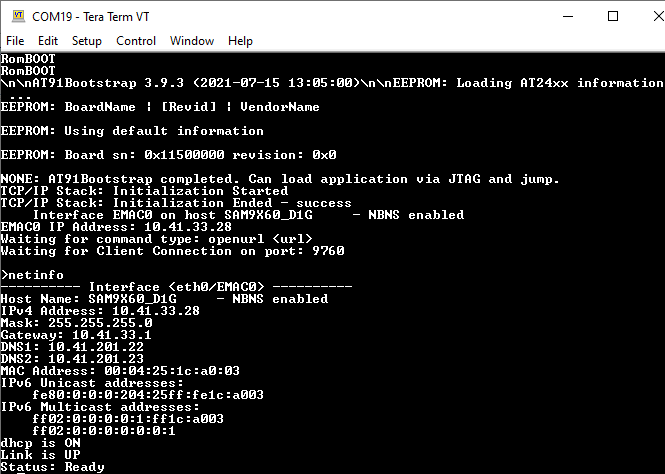 COM19 - Tera Term VT
File Edit Setup Control Window Help
RomBOOT
RomBOOT
\n\nAT91Bootstrap 3.9.3 (2021-07-15 13:05:00)\n\nEEPROM: Loading AT24xx information
...
EEPROM: BoardName | [Revid] | VendorName
EEPROM: Using default information
EEPROM: Board sn: 0x11500000 revision: 0x0
NONE: AT91Bootstrap completed. Can load application via JTAG and jump.
TCP/IP Stack: Initialization Started
TCP/IP Stack: Initialization Ended - success
    Interface EMAC0 on host SAM9X60_D1G     - NBNS enabled
EMAC0 IP Address: 10.41.33.28
Waiting for command type: openurl <url>
Waiting for Client Connection on port: 9760
>netinfo
---------- Interface <eth0/EMAC0> ----------
Host Name: SAM9X60_D1G     - NBNS enabled
IPv4 Address: 10.41.33.28
Mask: 255.255.255.0
Gateway: 10.41.33.1
DNS1: 10.41.201.22
DNS2: 10.41.201.23
MAC Address: 00:04:25:1c:a0:03
IPv6 Unicast addresses:
    fe80:0:0:0:204:25ff:fe1c:a003
IPv6 Multicast addresses:
    ff02:0:0:0:0:1:ff1c:a003
    ff02:0:0:0:0:0:0:1
dhcp is ON
Link is UP
Status: Ready